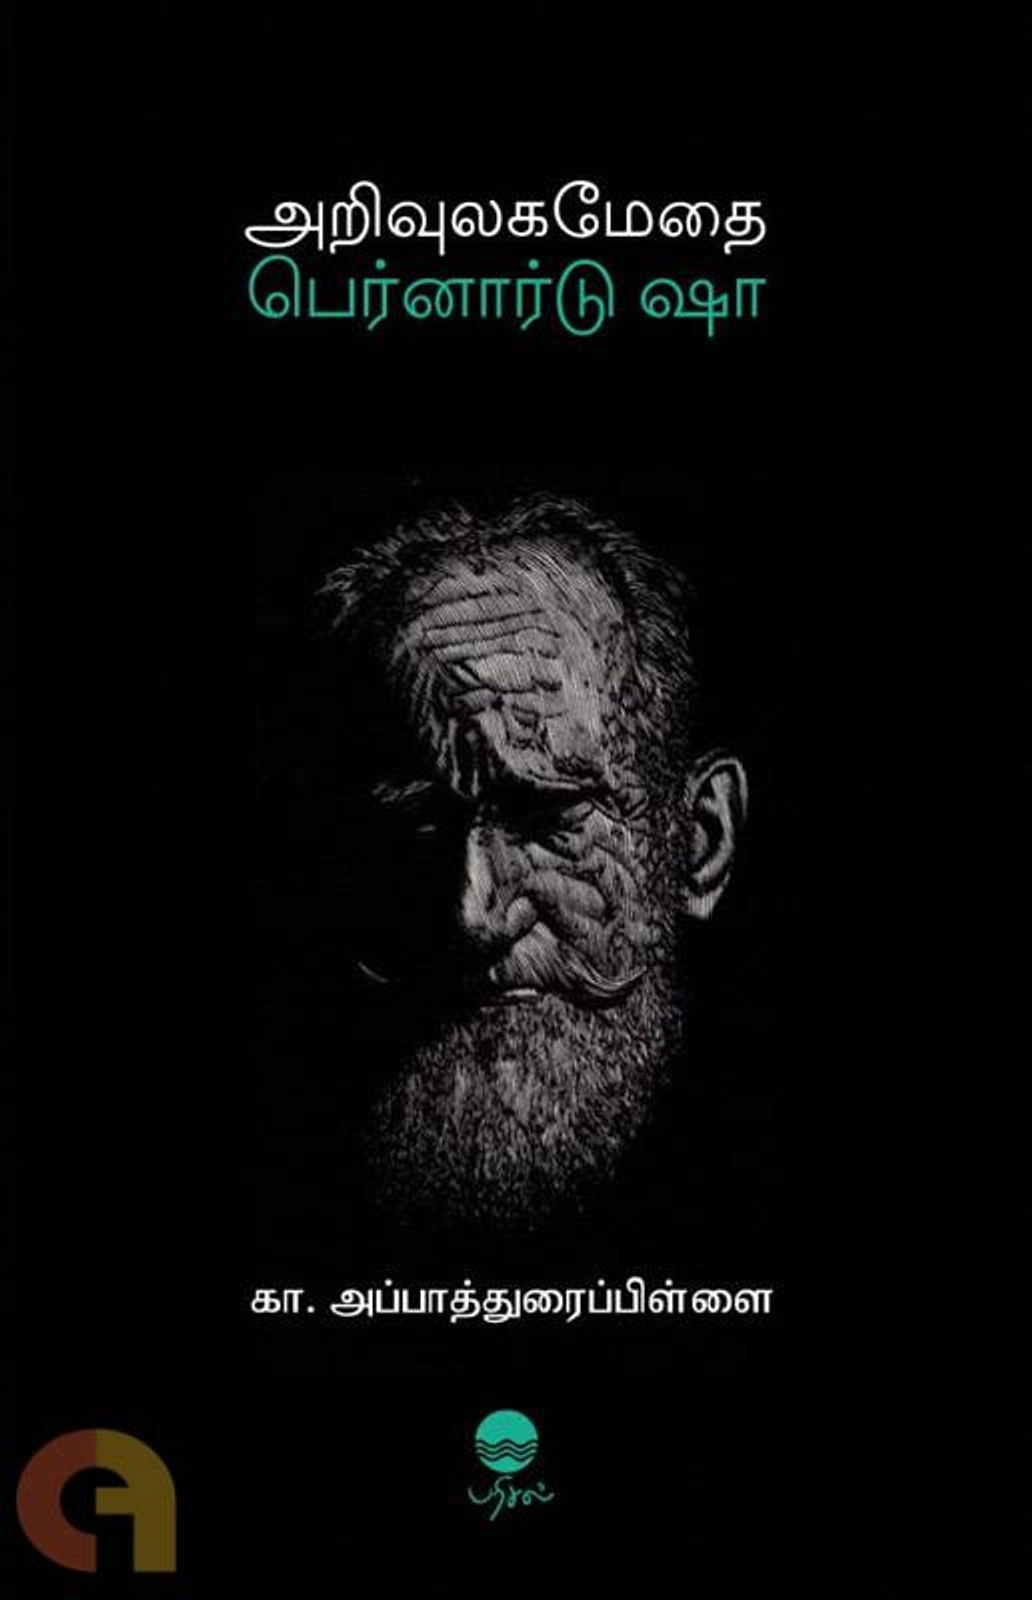 அறிவுலகமேதை
பெர்னார்டு ஷா
கா. அப்பாத்துரைப்பிள்ளை
பரிசல்